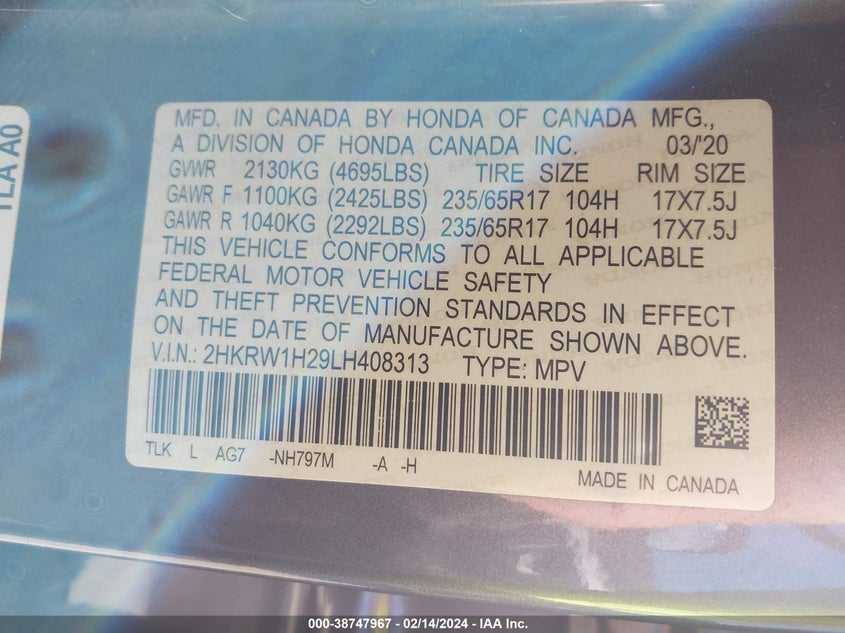 TLA A0
MFD. IN CANADA BY HONDA OF CANADA MFG.,
A DIVISION OF HONDA CANADA INC. 03/'20
GVWR 2130KG (4695LBS) TIRE SIZE RIM SIZE
GAWR F 1100KG (2425LBS) 235/65R17 104H 17X7.5J
GAWR R 1040KG (2292LBS) 235/65R17 104H 17X7.5J
THIS VEHICLE CONFORMS TO ALL APPLICABLE
FEDERAL MOTOR VEHICLE SAFETY
AND THEFT PREVENTION STANDARDS IN EFFECT
ON THE DATE OF MANUFACTURE SHOWN ABOVE.
V.I.N.: 2HKRW1H29LH408313 TYPE: MPV
TLK L AG7 -NH797M -A -H
MADE IN CANADA
000-38747967 – 02/14/2024 – IAA Inc.